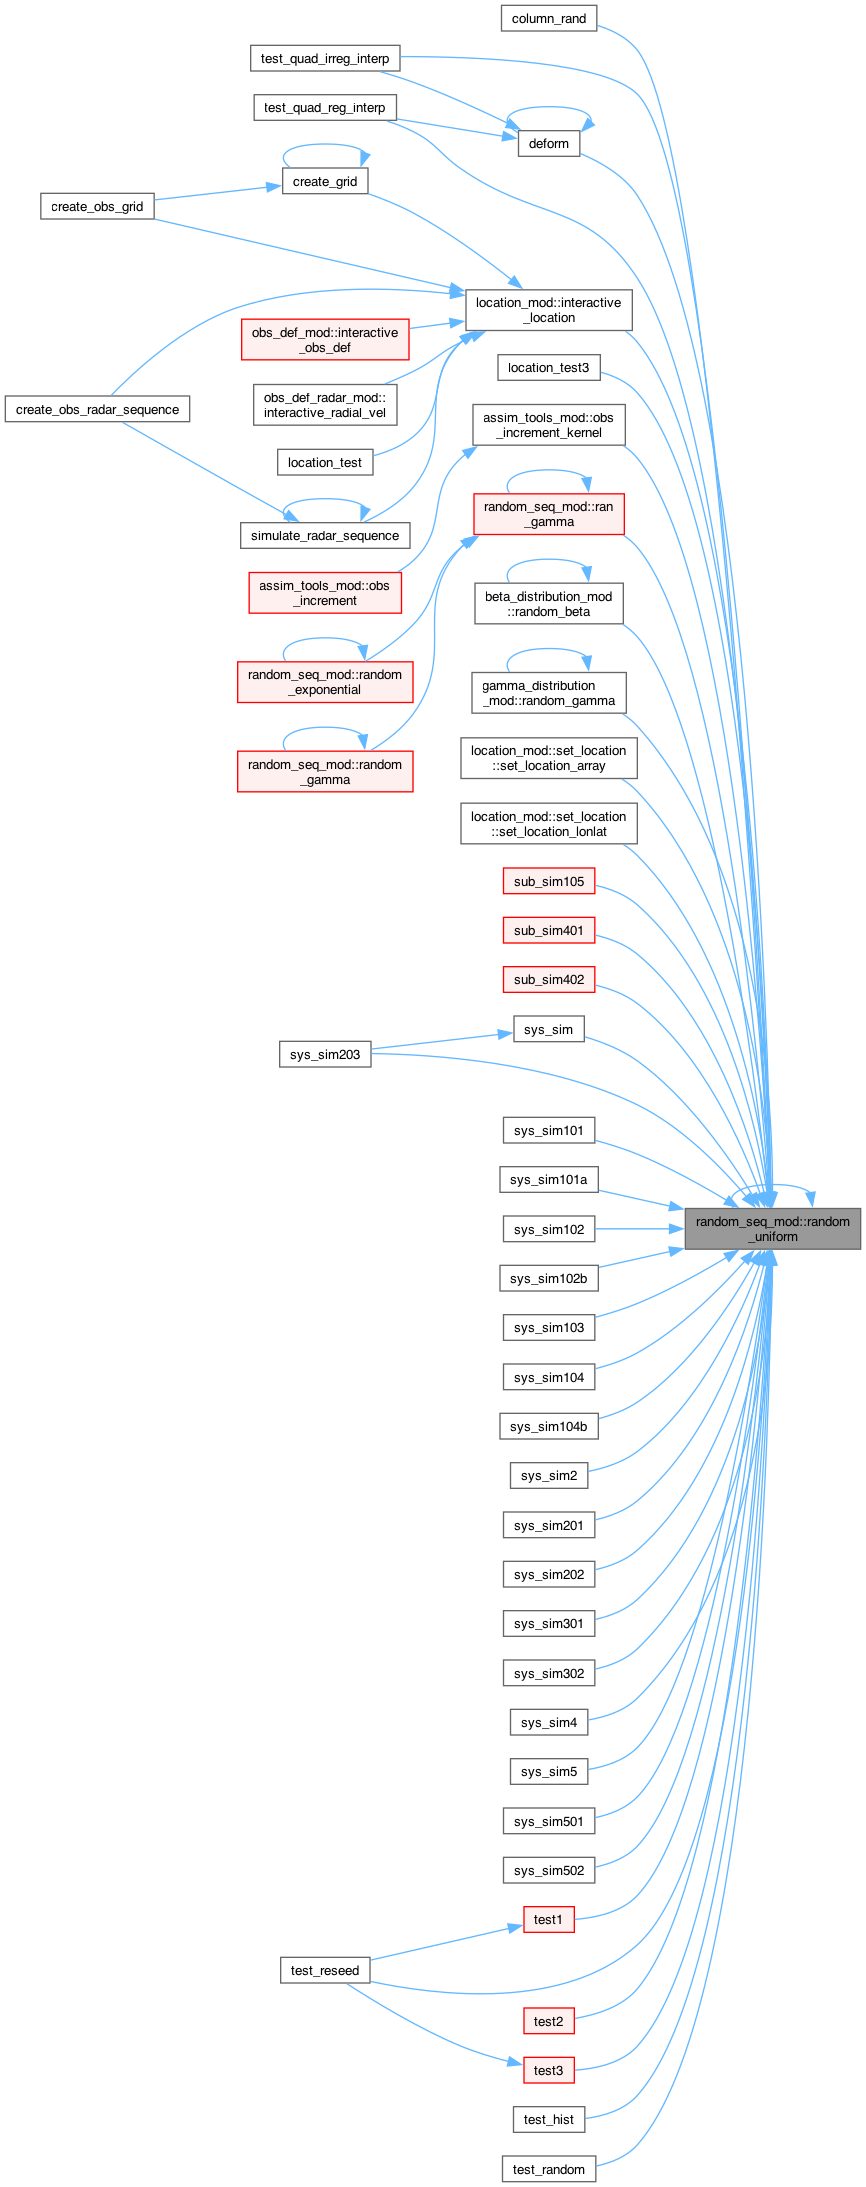 column_rand
test_quad_irreg_interp
test_quad_reg_interp
deform
create_grid
create_obs_grid
location_mod::interactive
_location
obs_def_mod::interactive
_obs_def
location_test3
obs_def_radar_mod::
interactive_radial_vel
create_obs_radar_sequence
assim_tools_mod::obs
_increment_kernel
location_test
random_seq_mod::ran
_gamma
simulate_radar_sequence
assim_tools_mod::obs
_increment
beta_distribution_mod
::random_beta
random_seq_mod::random
_exponential
gamma_distribution
_mod::random_gamma
location_mod::set_location
::set_location_array
random_seq_mod::random
_gamma
location_mod::set_location
::set_location_lonlat
sub_sim105
sub_sim401
sub_sim402
sys_sim
sys_sim203
sys_sim101
sys_sim101a
random_seq_mod::random
_uniform
sys_sim102
sys_sim102b
sys_sim103
sys_sim104
sys_sim104b
sys_sim2
sys_sim201
sys_sim202
sys_sim301
sys_sim302
sys_sim4
sys_sim5
sys_sim501
sys_sim502
test1
test_reseed
test2
test3
test_hist
test_random